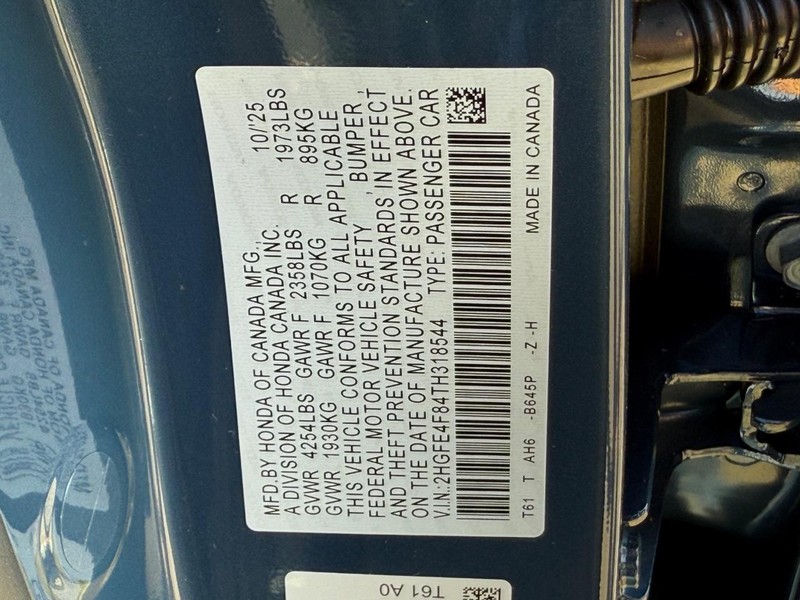 MFD.BY HONDA OF CANADA MFG., 10/'25
A DIVISION OF HONDA CANADA INC.
GVWR 4254LBS GAWR F 2358LBS R 1973LBS
GVWR 1930KG GAWR F 1070KG R 895KG
THIS VEHICLE CONFORMS TO ALL APPLICABLE
FEDERAL MOTOR VEHICLE SAFETY, BUMPER,
AND THEFT PREVENTION STANDARDS IN EFFECT
ON THE DATE OF MANUFACTURE SHOWN ABOVE.
V.I.N.:2HGFE4F84TH318544 TYPE: PASSENGER CAR
T61 T AH6 -B645P -Z -H MADE IN CANADA
T61 A0